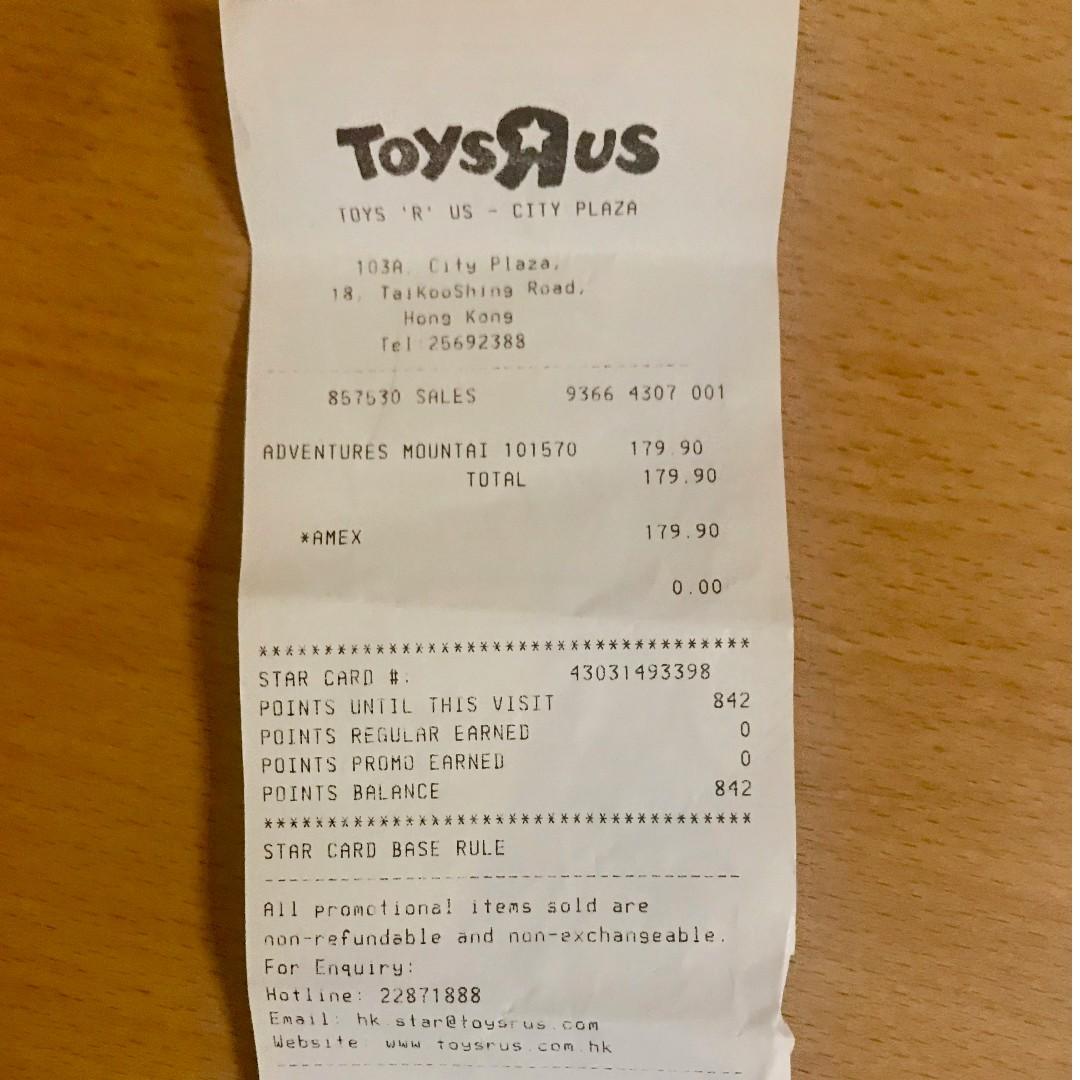 TOYSЯUS
TOYS 'R' US - CITY PLAZA
103A, City Plaza,
18, TaiKooShing Road,
Hong Kong
Tel:25692388
857530 SALES 9366 4307 001
ADVENTURES MOUNTAI 101570 179.90
TOTAL 179.90
*AMEX 179.90
0.00
**************************************
STAR CARD #: 43031493398
POINTS UNTIL THIS VISIT 842
POINTS REGULAR EARNED 0
POINTS PROMO EARNED 0
POINTS BALANCE 842
**************************************
STAR CARD BASE RULE
All promotional items sold are
non-refundable and non-exchangeable.
For Enquiry:
Hotline: 22871888
Email: hk.star@toysrus.com
Website: www.toysrus.com.hk